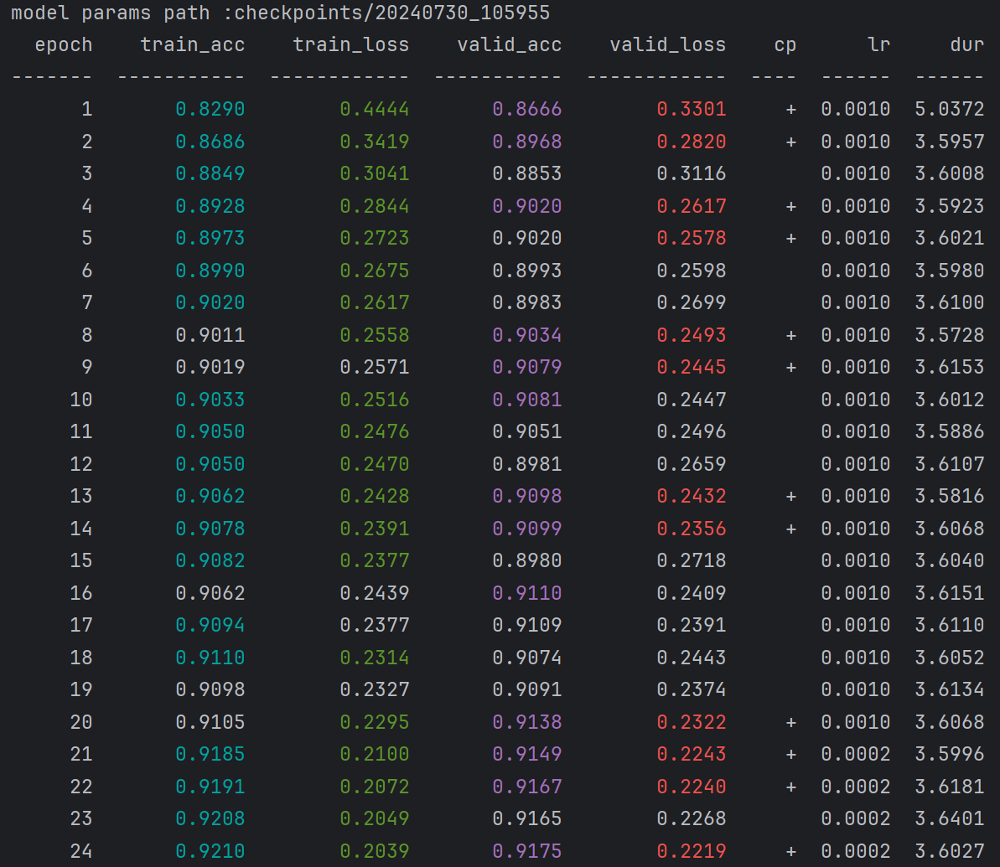 model params path :checkpoints/20240730_105955
epoch train_acc train_loss valid_acc valid_loss cp lr dur
------- ----------- ------------ ----------- ------------ ---- ------ ------
1 0.8290 0.4444 0.8666 0.3301 + 0.0010 5.0372
2 0.8686 0.3419 0.8968 0.2820 + 0.0010 3.5957
3 0.8849 0.3041 0.8853 0.3116 0.0010 3.6008
4 0.8928 0.2844 0.9020 0.2617 + 0.0010 3.5923
5 0.8973 0.2723 0.9020 0.2578 + 0.0010 3.6021
6 0.8990 0.2675 0.8993 0.2598 0.0010 3.5980
7 0.9020 0.2617 0.8983 0.2699 0.0010 3.6100
8 0.9011 0.2558 0.9034 0.2493 + 0.0010 3.5728
9 0.9019 0.2571 0.9079 0.2445 + 0.0010 3.6153
10 0.9033 0.2516 0.9081 0.2447 0.0010 3.6012
11 0.9050 0.2476 0.9051 0.2496 0.0010 3.5886
12 0.9050 0.2470 0.8981 0.2659 0.0010 3.6107
13 0.9062 0.2428 0.9098 0.2432 + 0.0010 3.5816
14 0.9078 0.2391 0.9099 0.2356 + 0.0010 3.6068
15 0.9082 0.2377 0.8980 0.2718 0.0010 3.6040
16 0.9062 0.2439 0.9110 0.2409 0.0010 3.6151
17 0.9094 0.2377 0.9109 0.2391 0.0010 3.6110
18 0.9110 0.2314 0.9074 0.2443 0.0010 3.6052
19 0.9098 0.2327 0.9091 0.2374 0.0010 3.6134
20 0.9105 0.2295 0.9138 0.2322 + 0.0010 3.6068
21 0.9185 0.2100 0.9149 0.2243 + 0.0002 3.5996
22 0.9191 0.2072 0.9167 0.2240 + 0.0002 3.6181
23 0.9208 0.2049 0.9165 0.2268 0.0002 3.6401
24 0.9210 0.2039 0.9175 0.2219 + 0.0002 3.6027